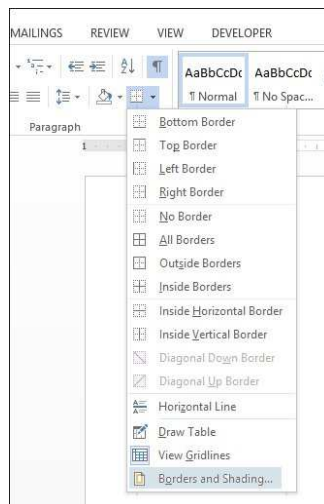 MAILINGS REVIEW VIEW DEVELOPER
AaBbCcDc AaBbCcDc
¶ Normal ¶ No Spac...
Paragraph
1
Bottom Border
Top Border
Left Border
Right Border
No Border
All Borders
Outside Borders
Inside Borders
Inside Horizontal Border
Inside Vertical Border
Diagonal Down Border
Diagonal Up Border
Horizontal Line
Draw Table
View Gridlines
Borders and Shading...